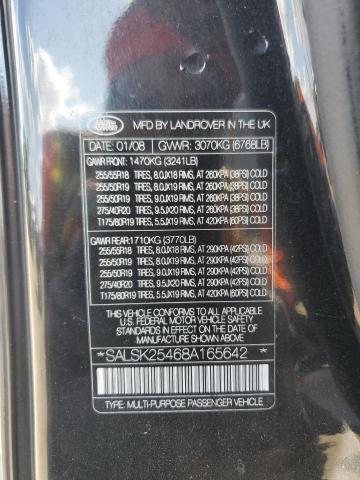 LAND ROVER
MFD BY LANDROVER IN THE UK
DATE: 01/08 GVWR: 3070KG (6768LB)
GAWR FRONT: 1470KG (3241LB)
255/55R18 TIRES, 8.0JX18 RIMS, AT 260KPA (38PSI) COLD
255/50R19 TIRES, 8.0JX19 RIMS, AT 260KPA (38PSI) COLD
255/50R19 TIRES, 9.0JX19 RIMS, AT 260KPA (38PSI) COLD
275/40R20 TIRES, 9.5JX20 RIMS, AT 260KPA (38PSI) COLD
T175/80R19 TIRES, 5.5JX19 RIMS, AT 420KPA (60PSI) COLD
GAWR REAR: 1710KG (3770LB)
255/55R18 TIRES, 8.0JX18 RIMS, AT 290KPA (42PSI) COLD
255/50R19 TIRES, 8.0JX19 RIMS, AT 290KPA (42PSI) COLD
255/50R19 TIRES, 9.0JX19 RIMS, AT 290KPA (42PSI) COLD
275/40R20 TIRES, 9.5JX20 RIMS, AT 290KPA (42PSI) COLD
T175/80R19 TIRES, 5.5JX19 RIMS, AT 420KPA (60PSI) COLD
THIS VEHICLE CONFORMS TO ALL APPLICABLE
U.S. FEDERAL MOTOR VEHICLE SAFETY STANDARDS
IN EFFECT ON THE DATE OF
MANUFACTURE SHOWN ABOVE
*SALSK25468A165642*
TYPE: MULTI-PURPOSE PASSENGER VEHICLE